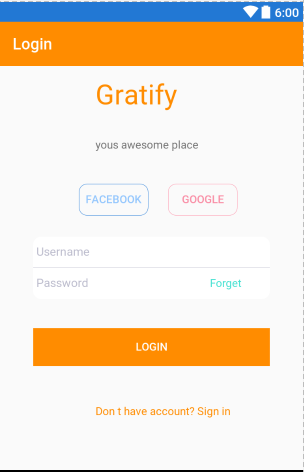 6:00
Login
Gratify
yous awesome place
FACEBOOK GOOGLE
Username
Password Forget
LOGIN
Don t have account? Sign in